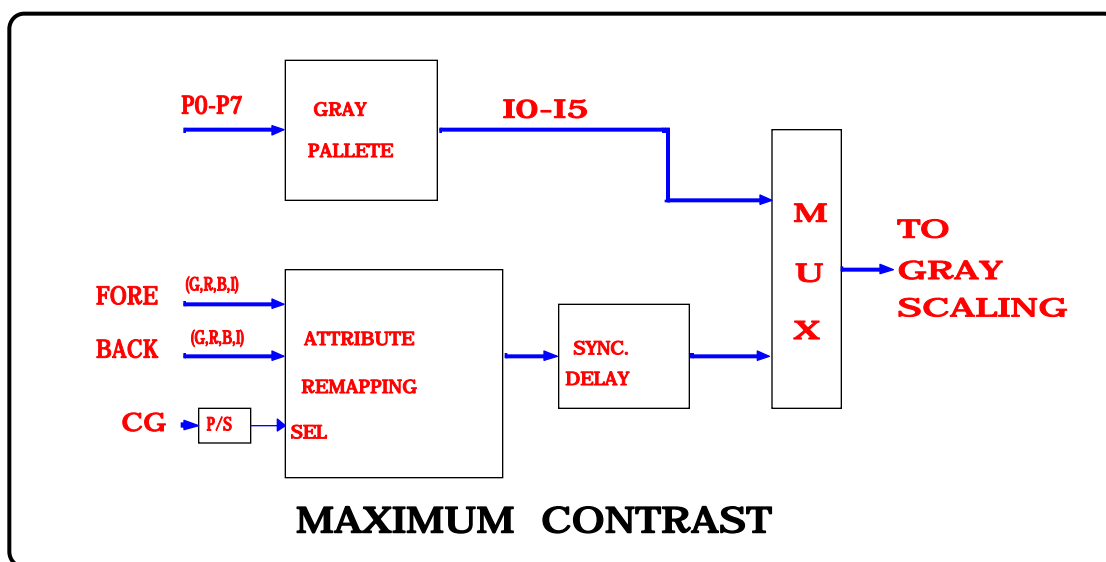 P0-P7
GRAY
PALLETE
I0-I5
M
U
X
TO
GRAY
SCALING
FORE
(G,R,B,I)
BACK
(G,R,B,I)
CG
P/S
ATTRIBUTE
REMAPPING
SEL
SYNC.
DELAY
MAXIMUM CONTRAST